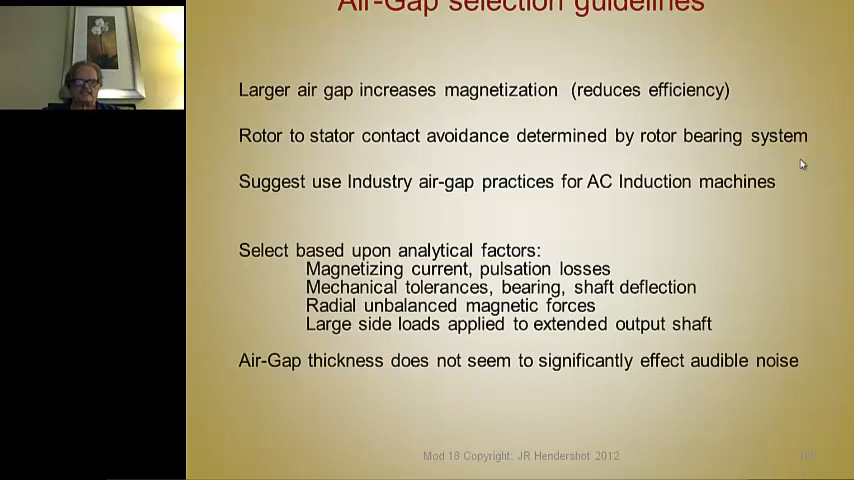 Air-Gap selection guidelines
Larger air gap increases magnetization (reduces efficiency)
Rotor to stator contact avoidance determined by rotor bearing system
Suggest use Industry air-gap practices for AC Induction machines
Select based upon analytical factors:
Magnetizing current, pulsation losses
Mechanical tolerances, bearing, shaft deflection
Radial unbalanced magnetic forces
Large side loads applied to extended output shaft
Air-Gap thickness does not seem to significantly effect audible noise
Mod 18 Copyright: JR Hendershot 2012